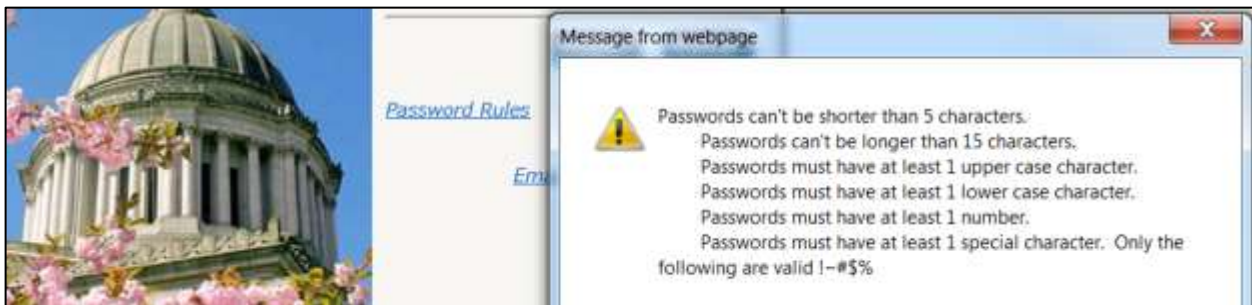 Message from webpage
Password Rules
Passwords can't be shorter than 5 characters.
Passwords can't be longer than 15 characters.
Passwords must have at least 1 upper case character.
Passwords must have at least 1 lower case character.
Passwords must have at least 1 number.
Passwords must have at least 1 special character. Only the
following are valid !~#$%